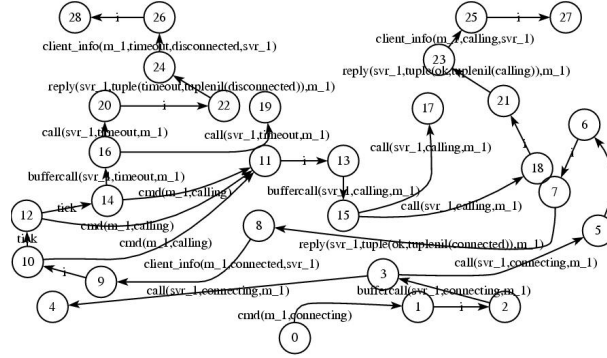 28
i
26
25
i
27
client_info(m_1,timeout,disconnected,svr_1)
client_info(m_1,calling,svr_1)
24
23
reply(svr_1,tuple(timeout,tuplenil(disconnected)),m_1)
reply(svr_1,tuple(ok,tuplenil(calling)),m_1)
20
i
22
19
17
21
6
call(svr_1,timeout,m_1)
call(svr_1,timeout,m_1)
call(svr_1,calling,m_1)
i
i
16
11
i
13
18
buffercall(svr_1,timeout,m_1)
cmd(m_1,calling)
buffercall(svr_1,calling,m_1)
7
14
tick
12
cmd(m_1,calling)
15
call(svr_1,calling,m_1)
8
5
tick
cmd(m_1,calling)
reply(svr_1,tuple(ok,tuplenil(connected)),m_1)
10
i
9
client_info(m_1,connected,svr_1)
3
call(svr_1,connecting,m_1)
call(svr_1,connecting,m_1)
buffercall(svr_1,connecting,m_1)
4
cmd(m_1,connecting)
1
i
2
0